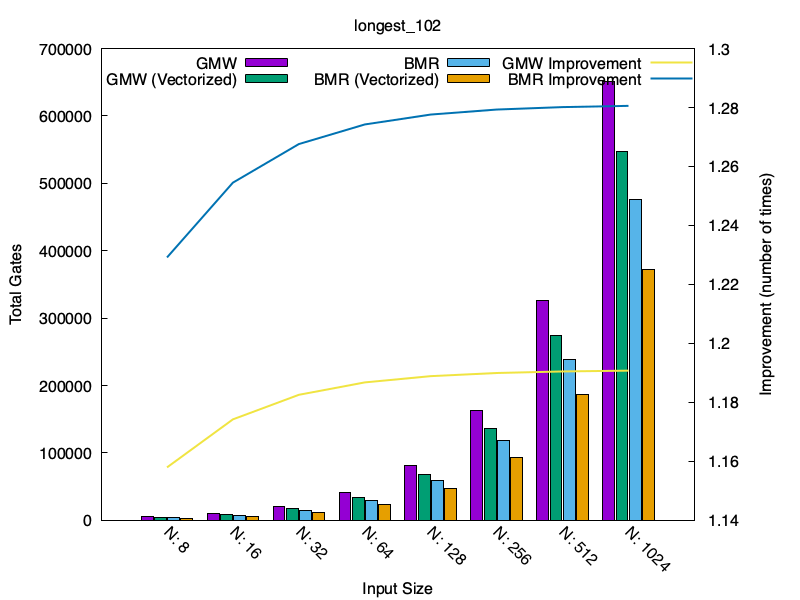 longest_102
700000
600000
500000
400000
300000
200000
100000
0
Total Gates
GMW
GMW (Vectorized)
BMR
BMR (Vectorized)
GMW Improvement
BMR Improvement
1.3
1.28
1.26
1.24
1.22
1.2
1.18
1.16
1.14
Improvement (number of times)
N: 8
N: 16
N: 32
N: 64
N: 128
N: 256
N: 512
N: 1024
Input Size